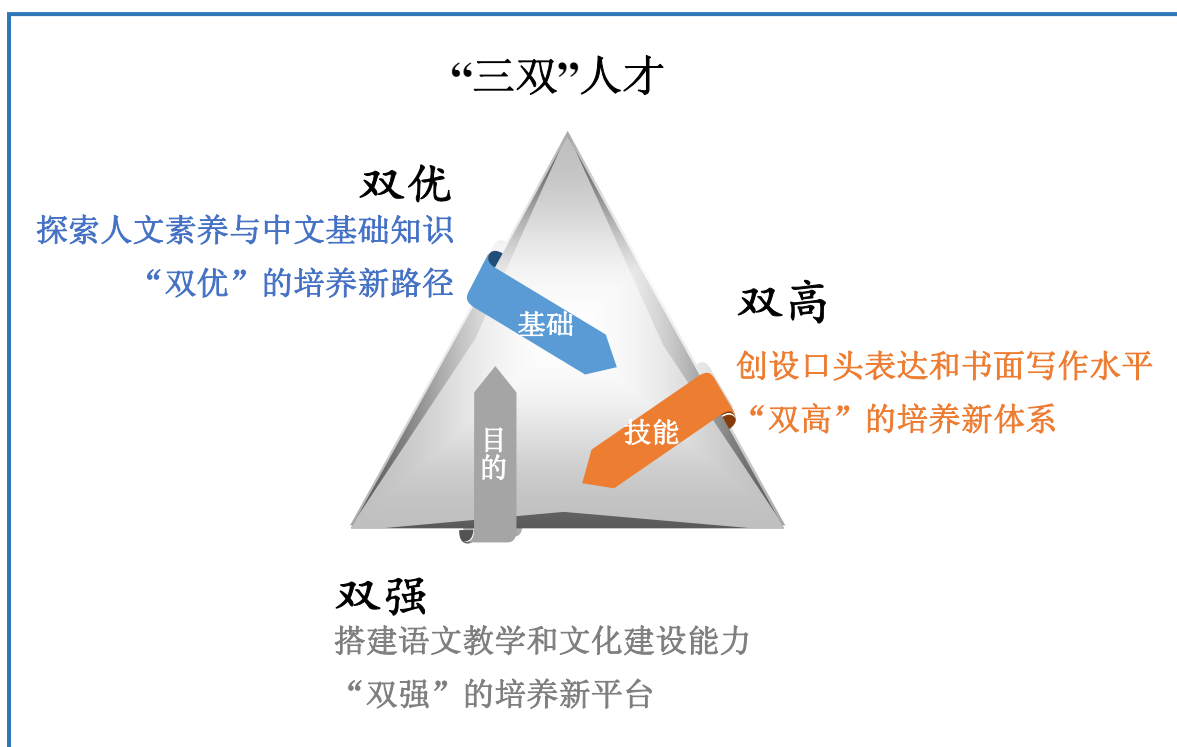 “三双”人才
双优
探索人文素养与中文基础知识
“双优”的培养新路径
基础
双高
创设口头表达和书面写作水平
“双高”的培养新体系
技能
目的
双强
搭建语文教学和文化建设能力
“双强”的培养新平台